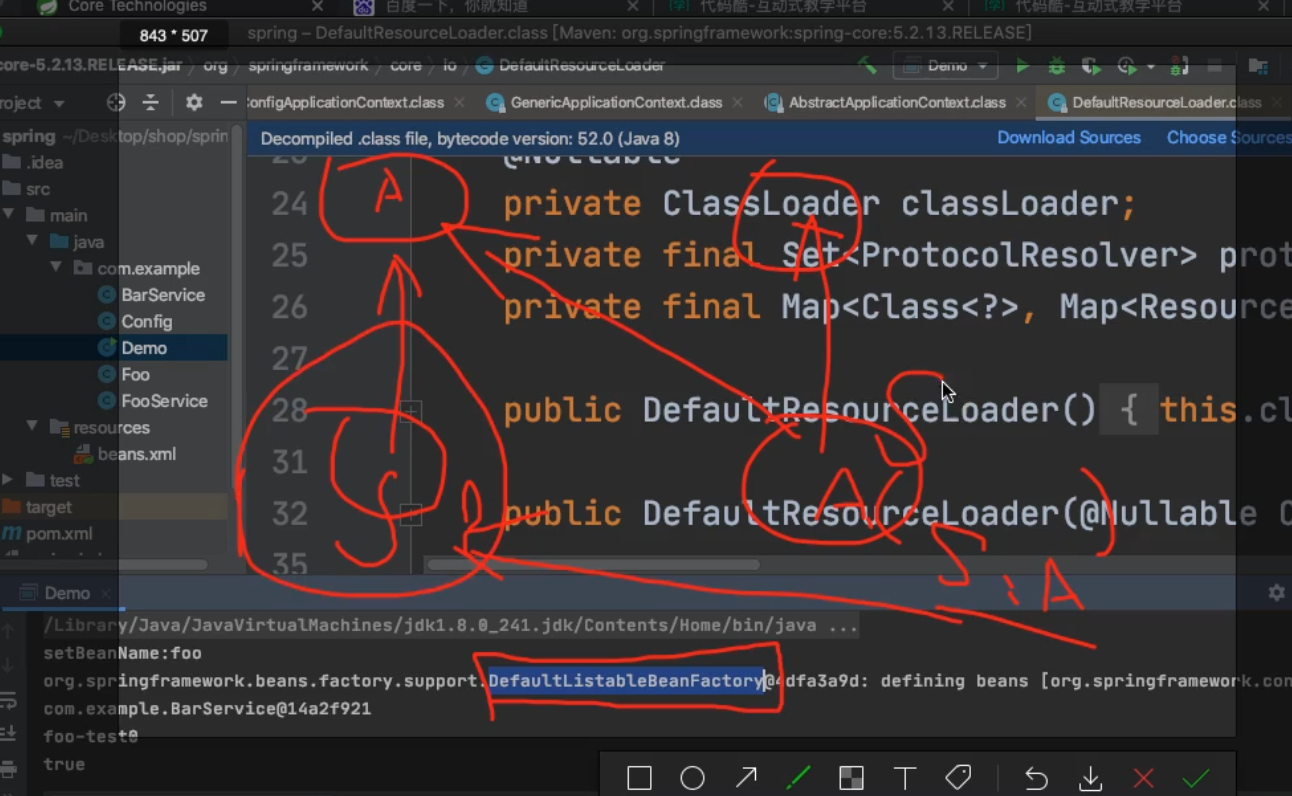 Core Technologies
百度一下，你就知道
代码酷-互动式教学平台
代码酷-互动式教学平台
843 * 507
spring – DefaultResourceLoader.class [Maven: org.springframework:spring-core:5.2.13.RELEASE]
core-5.2.13.RELEASE.jar
org
springframework
core
io
DefaultResourceLoader
Demo
roject
onfigApplicationContext.class
GenericApplicationContext.class
AbstractApplicationContext.class
DefaultResourceLoader.class
spring ~/Desktop/shop/sprin
Decompiled .class file, bytecode version: 52.0 (Java 8)
Download Sources
Choose Sources
.idea
src
main
java
com.example
BarService
Config
Demo
Foo
FooService
resources
beans.xml
test
target
pom.xml
@Nullable
24 private ClassLoader classLoader;
25 private final Set<ProtocolResolver> prot
26 private final Map<Class<?>, Map<Resource
27
28 public DefaultResourceLoader() { this.cl
31
32 public DefaultResourceLoader(@Nullable C
35
A
A
S
B
A
S
(S:A)
Demo
/Library/Java/JavaVirtualMachines/jdk1.8.0_241.jdk/Contents/Home/bin/java ...
setBeanName:foo
org.springframework.beans.factory.support.DefaultListableBeanFactory@4dfa3a9d: defining beans [org.springframework.con
com.example.BarService@14a2f921
foo-test0
true
T